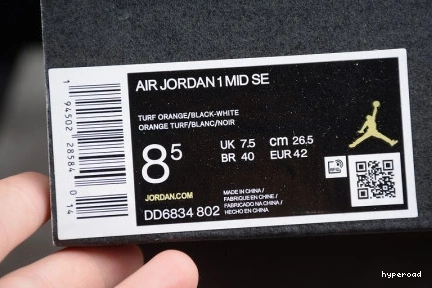 AIR JORDAN 1 MID SE
TURF ORANGE/BLACK-WHITE
ORANGE TURF/BLANC/NOIR
8 5
UK 7.5 cm 26.5
BR 40 EUR 42
JORDAN.COM
DD6834 802
MADE IN CHINA /
FABRIQUÉ EN CHINE /
FABRICADO NA CHINA /
HECHO EN CHINA
1 94502 28584 0 14
hyperoad